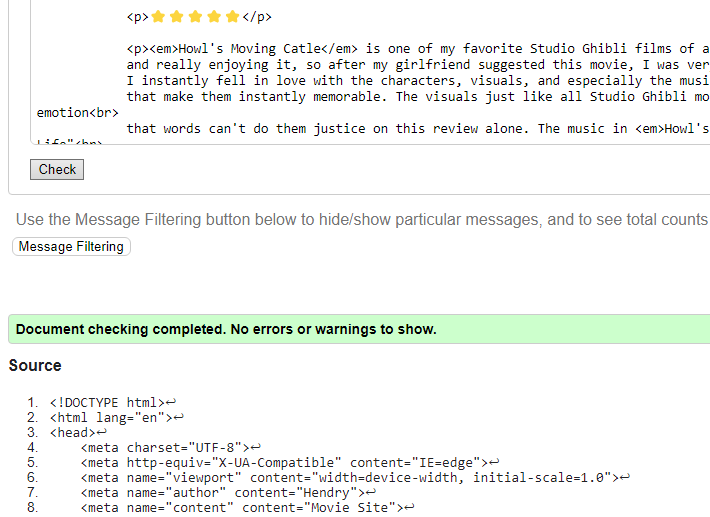 <p>⭐⭐⭐⭐⭐</p>
<p><em>Howl's Moving Catle</em> is one of my favorite Studio Ghibli films of a
and really enjoying it, so after my girlfriend suggested this movie, I was ver
I instantly fell in love with the characters, visuals, and especially the musi
that make them instantly memorable. The visuals just like all Studio Ghibli mo
emotion<br>
that words can't do them justice on this review alone. The music in <em>Howl's
Life"<br>
Check
Use the Message Filtering button below to hide/show particular messages, and to see total counts
Message Filtering
Document checking completed. No errors or warnings to show.
Source
1. <!DOCTYPE html>↩
2. <html lang="en">↩
3. <head>↩
4. <meta charset="UTF-8">↩
5. <meta http-equiv="X-UA-Compatible" content="IE=edge">↩
6. <meta name="viewport" content="width=device-width, initial-scale=1.0">↩
7. <meta name="author" content="Hendry">↩
8. <meta name="content" content="Movie Site">↩